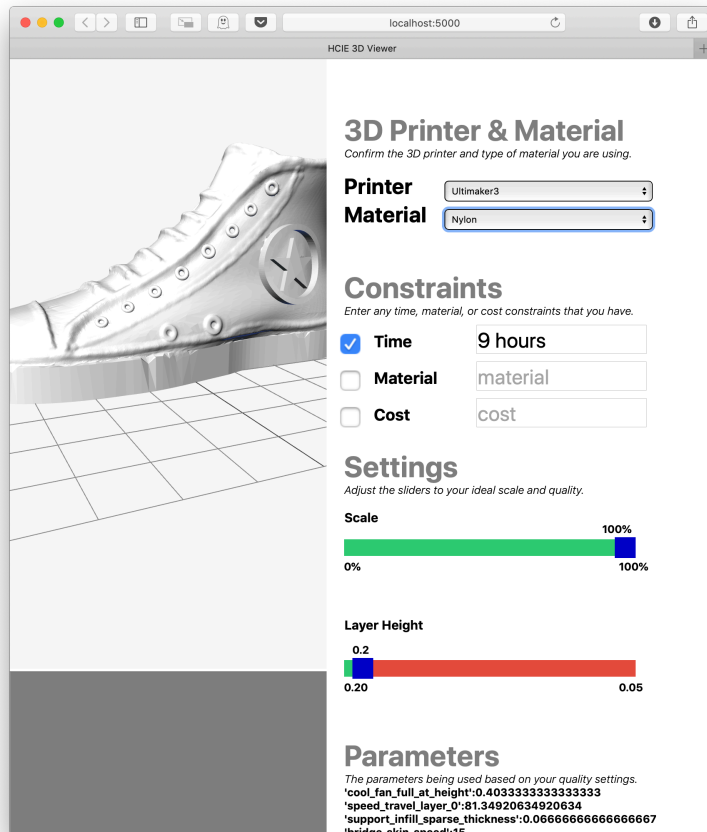 localhost:5000
HCIE 3D Viewer
3D Printer & Material
Confirm the 3D printer and type of material you are using.
Printer
Ultimaker3
Material
Nylon
Constraints
Enter any time, material, or cost constraints that you have.
Time
9 hours
Material
material
Cost
cost
Settings
Adjust the sliders to your ideal scale and quality.
Scale
100%
0% 100%
Layer Height
0.2
0.20 0.05
Parameters
The parameters being used based on your quality settings.
'cool_fan_full_at_height':0.4033333333333333
'speed_travel_layer_0':81.34920634920634
'support_infill_sparse_thickness':0.06666666666666667
'bridge_skin_speed':15